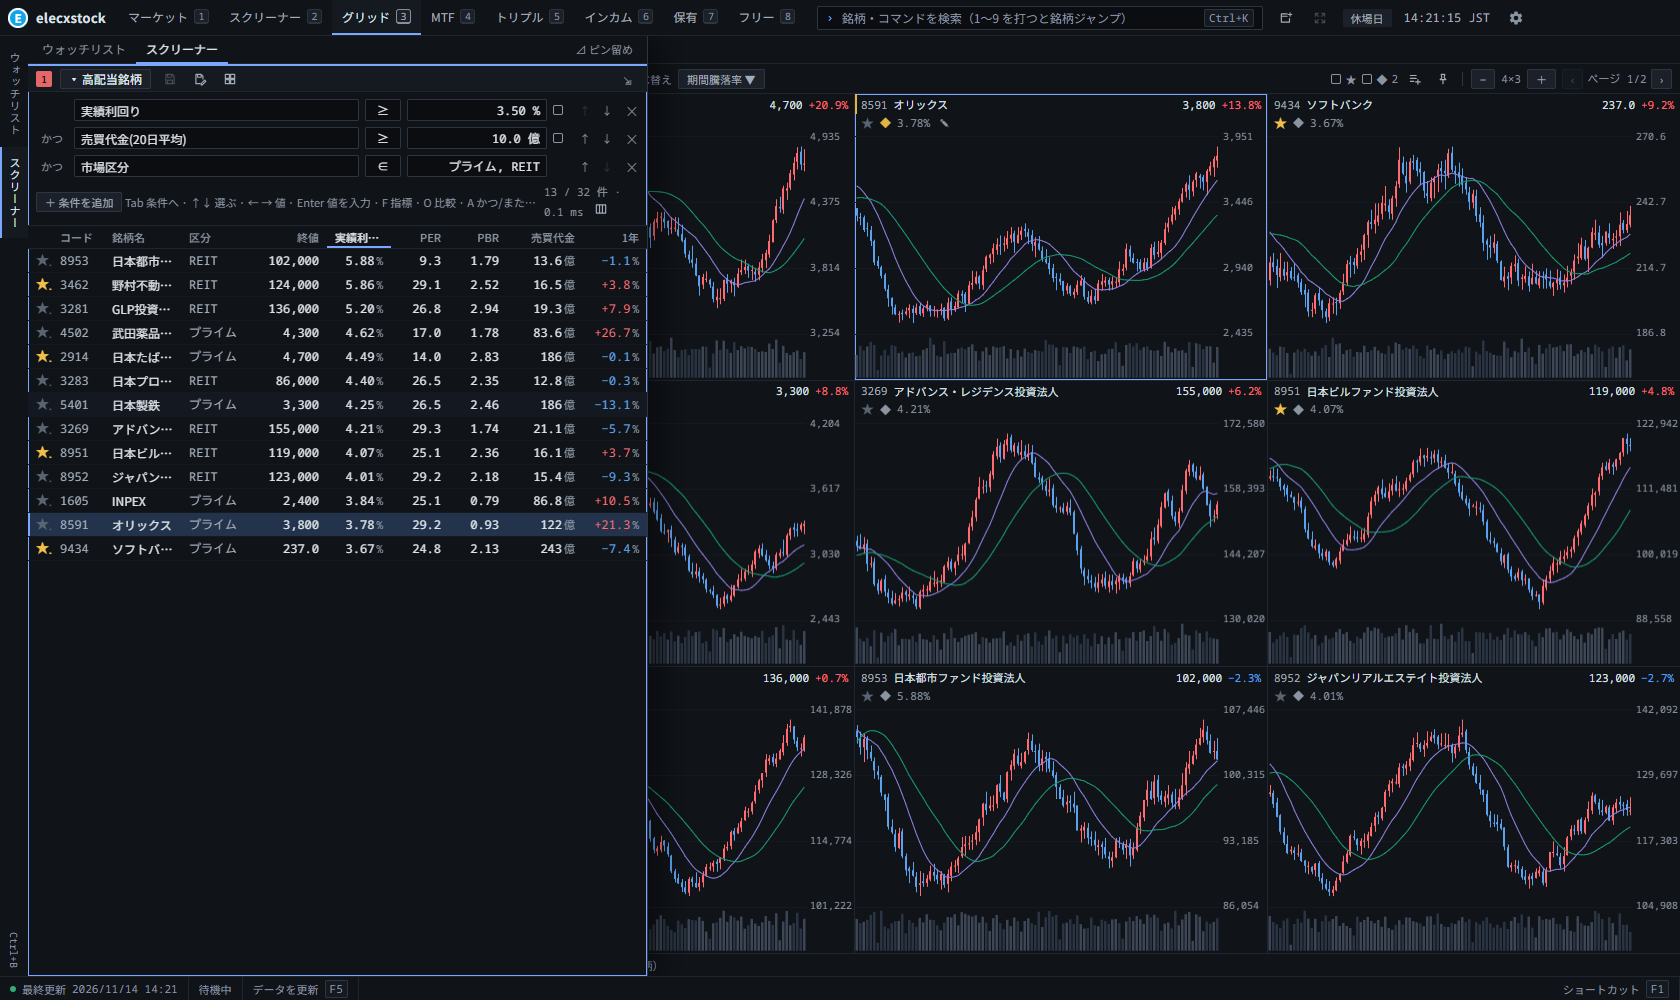 elecxstock マーケット 1 スクリーナー 2 グリッド 3 MTF 4 トリプル 5 インカム 6 保有 7 フリー 8 › 銘柄・コマンドを検索（1〜9 を打つと銘柄ジャンプ） Ctrl+K 休場日 14:21:15 JST
ウォッチリスト
スクリーナー
Ctrl+B
ウォッチリスト スクリーナー ピン留め
1 高配当銘柄
実績利回り ≥ 3.50 %
かつ 売買代金(20日平均) ≥ 10.0 億
かつ 市場区分 ∈ プライム, REIT
＋条件を追加 Tab 条件へ・↑↓ 選ぶ・←→ 値・Enter 値を入力・F 指標・O 比較・A かつ/また… 13 / 32 件 · 0.1 ms
コード 銘柄名 区分 終値 実績利… PER PBR 売買代金 1年
8953 日本都市… REIT 102,000 5.88% 9.3 1.79 13.6億 −1.1%
3462 野村不動… REIT 124,000 5.86% 29.1 2.52 16.5億 +3.8%
3281 GLP投資… REIT 136,000 5.20% 26.8 2.94 19.3億 +7.9%
4502 武田薬品… プライム 4,300 4.62% 17.0 1.78 83.6億 +26.7%
2914 日本たば… プライム 4,700 4.49% 14.0 2.83 186億 −0.1%
3283 日本プロ… REIT 86,000 4.40% 26.5 2.35 12.8億 −0.3%
5401 日本製鉄 プライム 3,300 4.25% 26.5 2.46 186億 −13.1%
3269 アドバン… REIT 155,000 4.21% 29.3 1.74 21.1億 −5.7%
8951 日本ビル… REIT 119,000 4.07% 25.1 2.36 16.1億 +3.7%
8952 ジャパン… REIT 123,000 4.01% 29.2 2.18 15.4億 −9.3%
1605 INPEX プライム 2,400 3.84% 25.1 0.79 86.8億 +10.5%
8591 オリックス プライム 3,800 3.78% 29.2 0.93 122億 +21.3%
9434 ソフトバ… プライム 237.0 3.67% 24.8 2.13 243億 −7.4%
替え 期間騰落率▼ ★ ◆ 2 − 4×3 ＋ ‹ ページ 1/2 ›
4,700 +20.9%
4,935
4,375
3,814
3,254
8591 オリックス 3,800 +13.8%
3.78%
3,951
3,446
2,940
2,435
9434 ソフトバンク 237.0 +9.2%
3.67%
270.6
242.7
214.7
186.8
3,300 +8.8%
4,204
3,617
3,030
2,443
3269 アドバンス・レジデンス投資法人 155,000 +6.2%
4.21%
172,580
158,393
144,207
130,020
8951 日本ビルファンド投資法人 119,000 +4.8%
4.07%
122,942
111,481
100,019
88,558
136,000 +0.7%
141,878
128,326
114,774
101,222
8953 日本都市ファンド投資法人 102,000 −2.3%
5.88%
107,446
100,315
93,185
86,054
8952 ジャパンリアルエステイト投資法人 123,000 −2.7%
4.01%
142,092
129,697
117,303
104,908
最終更新 2026/11/14 14:21 待機中 データを更新 F5 ショートカット F1